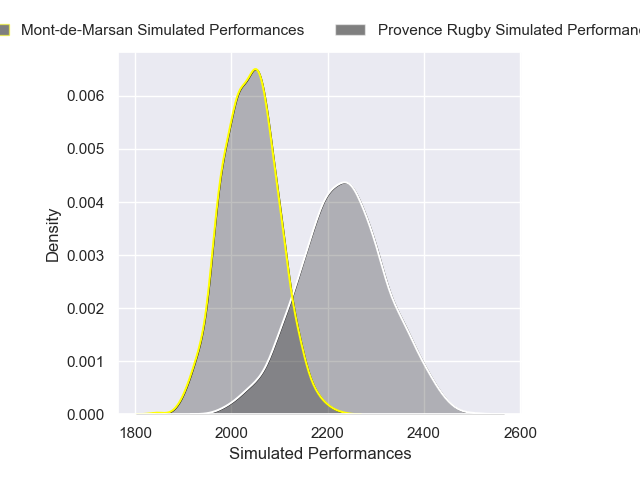 Mont-de-Marsan Simulated Performances
Provence Rugby Simulated
0.006
0.005
0.004
0.003
0.002
0.001
0.000
Density
1800 2000 2200 2400 2600
Simulated Performances